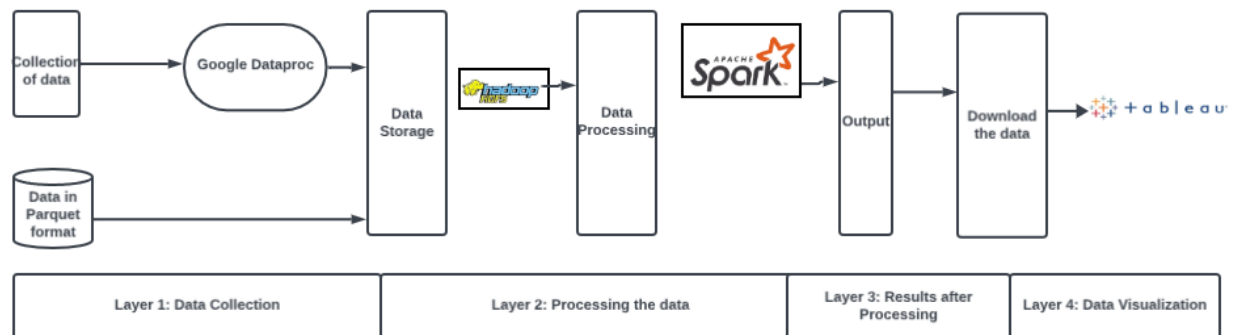 Collection
of data
Google Dataproc
Data
Storage
hadoop
HDFS
Data
Processing
APACHE
Spark
Output
Download
the data
+ a b l e a u
Data in
Parquet
format
Layer 1: Data Collection
Layer 2: Processing the data
Layer 3: Results after
Processing
Layer 4: Data Visualization